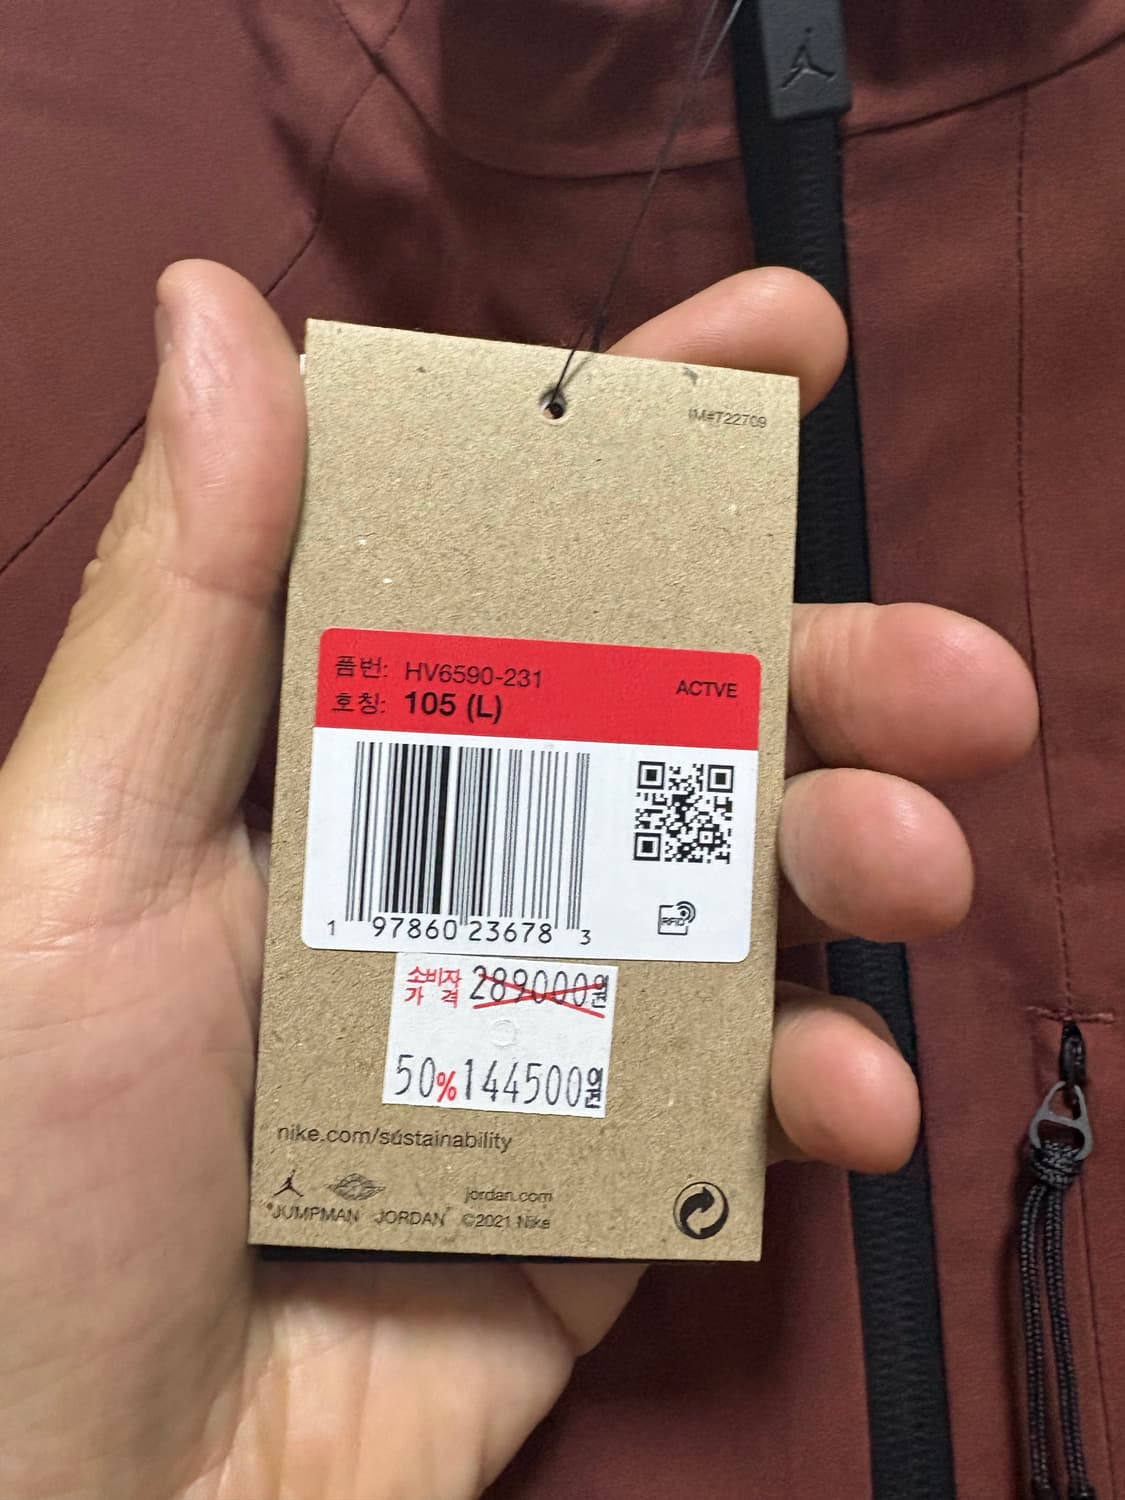 IM#722709
품번: HV6590-231
호칭: 105 (L)
ACTVE
1 97860 23678 3
RFID
소비자
가 격
289000원
50%144500원
nike.com/sustainability
jordan.com
JUMPMAN JORDAN ©2021 Nike